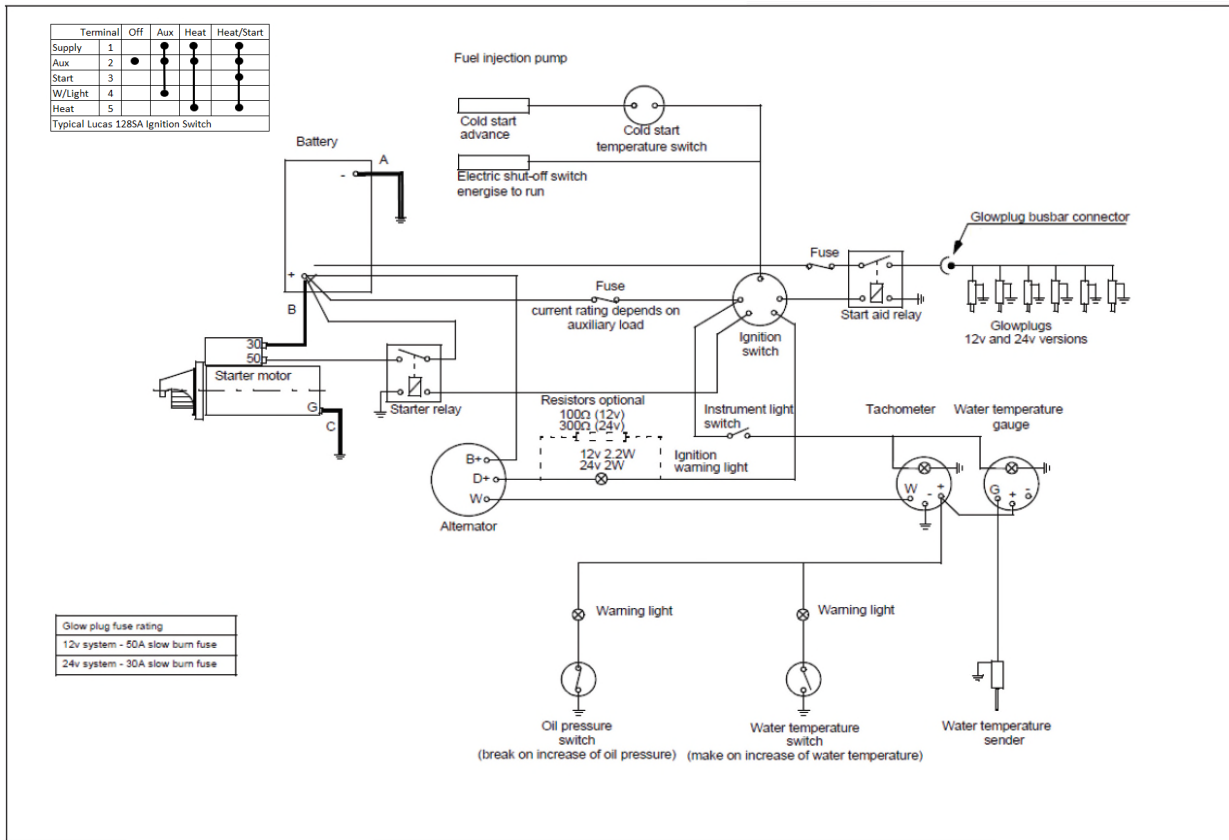 Terminal Off Aux Heat Heat/Start
Supply 1
Aux 2
Start 3
W/Light 4
Heat 5
Typical Lucas 128SA Ignition Switch
Fuel injection pump
Cold start
advance
Cold start
temperature switch
Electric shut-off switch
energise to run
Battery
A
-
+
B
Glowplug busbar connector
Fuse
Start aid relay
Glowplugs
12v and 24v versions
Fuse
current rating depends on
auxiliary load
Ignition
switch
30
50
Starter motor
G
C
Starter relay
Resistors optional
100Ω (12v)
300Ω (24v)
12v 2.2W
24v 2W
Ignition
warning light
Instrument light
switch
Tachometer
Water temperature
gauge
B+
D+
W
Alternator
W - +
G + -
Warning light
Warning light
Oil pressure
switch
(break on increase of oil pressure)
Water temperature
switch
(make on increase of water temperature)
Water temperature
sender
Glow plug fuse rating
12v system - 50A slow burn fuse
24v system - 30A slow burn fuse